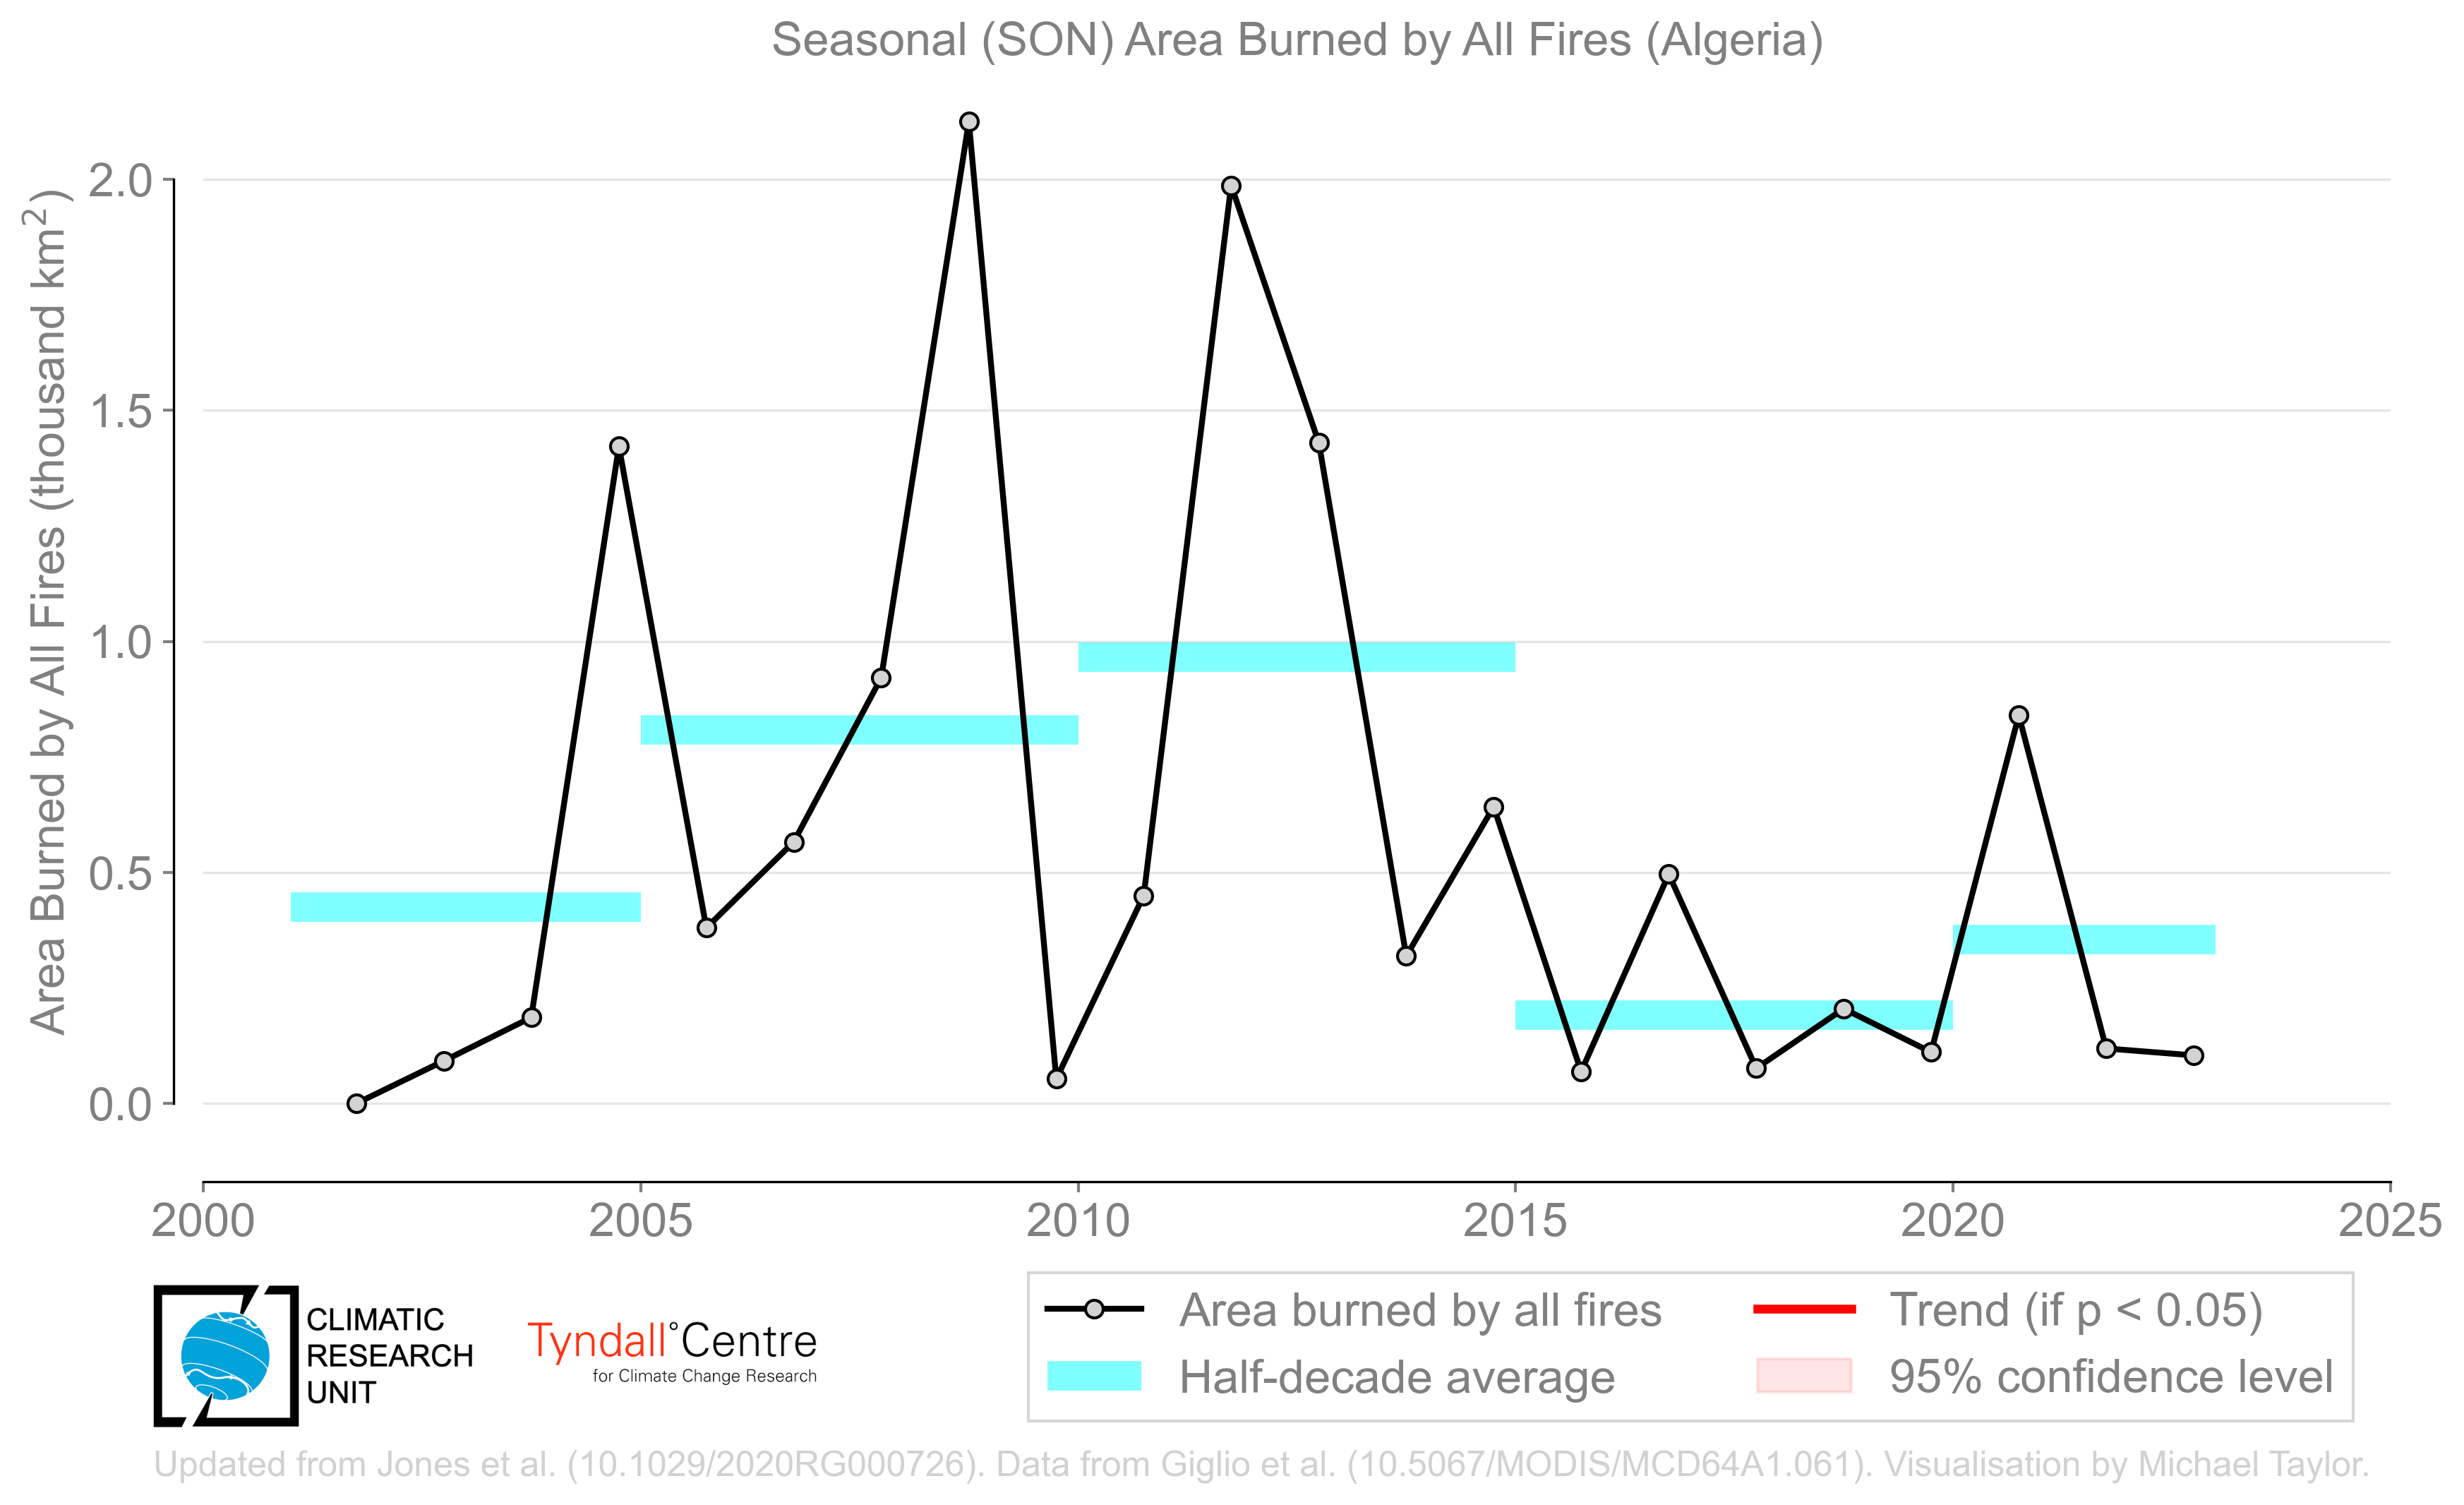 Seasonal (SON) Area Burned by All Fires (Algeria)
Area Burned by All Fires (thousand km²)
2.0
1.5
1.0
0.5
0.0
2000 2005 2010 2015 2020 2025
CLIMATIC
RESEARCH
UNIT
Tyndall°Centre
for Climate Change Research
Area burned by all fires
Half-decade average
Trend (if p < 0.05)
95% confidence level
Updated from Jones et al. (10.1029/2020RG000726). Data from Giglio et al. (10.5067/MODIS/MCD64A1.061). Visualisation by Michael Taylor.